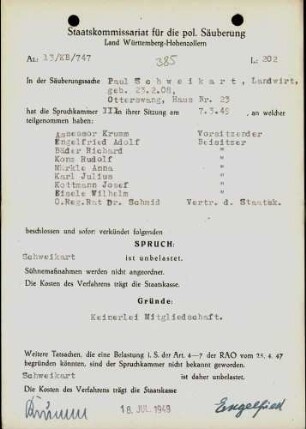 Staatskommissariat für die pol. Säuberung
Land Württemberg-Hohenzollern
Az: 13/KB/747
385
L. 202
In der Säuberungssache Paul Schweikart, Landwirt,
geb. 23.2.08,
Otterswang, Haus Nr. 23
hat die Spruchkammer III in ihrer Sitzung am 7.3.49 , an welcher
teilgenommen haben:
Assessor Krumm Vorsitzender
Engelfried Adolf Beisitzer
Bäder Richard "
Konz Rudolf "
Märkle Anna "
Karl Julius "
Kottmann Josef "
Eisele Wilhelm "
O.Reg.Rat Dr. Schmid Vertr. d. Staatsk.
beschlossen und sofort verkündet folgenden
SPRUCH:
Schweikart ist unbelastet.
Sühnemaßnahmen werden nicht angeordnet.
Die Kosten des Verfahrens trägt die Staatskasse.
Gründe:
Keinerlei Mitgliedschaft.
Weitere Tatsachen, die eine Belastung i. S. der Art. 4—7 der RAO vom 25. 4. 47
begründen könnten, sind der Spruchkammer nicht bekannt geworden.
Schweikart ist daher unbelastet.
Die Kosten des Verfahrens trägt die Staatskasse.
Krumm 16. JUL. 1949 Engelfried